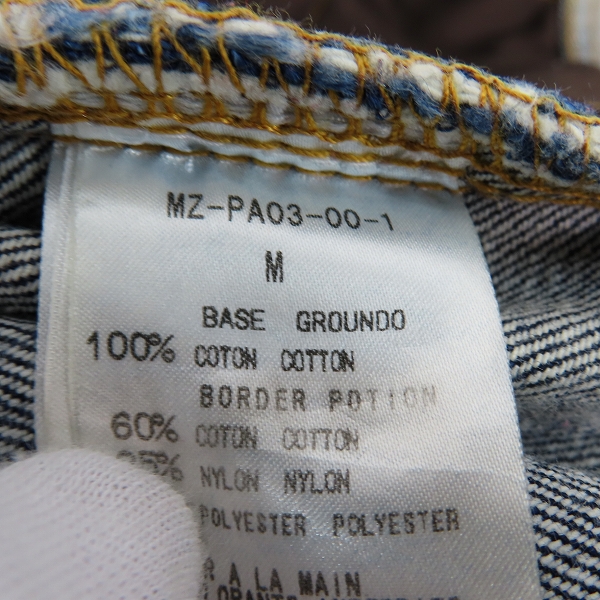 MZ-PA03-00-1
M
BASE GROUNDO
100% COTON COTTON
BORDER POTION
60% COTON COTTON
NYLON NYLON
POLYESTER POLYESTER
A LA MAIN